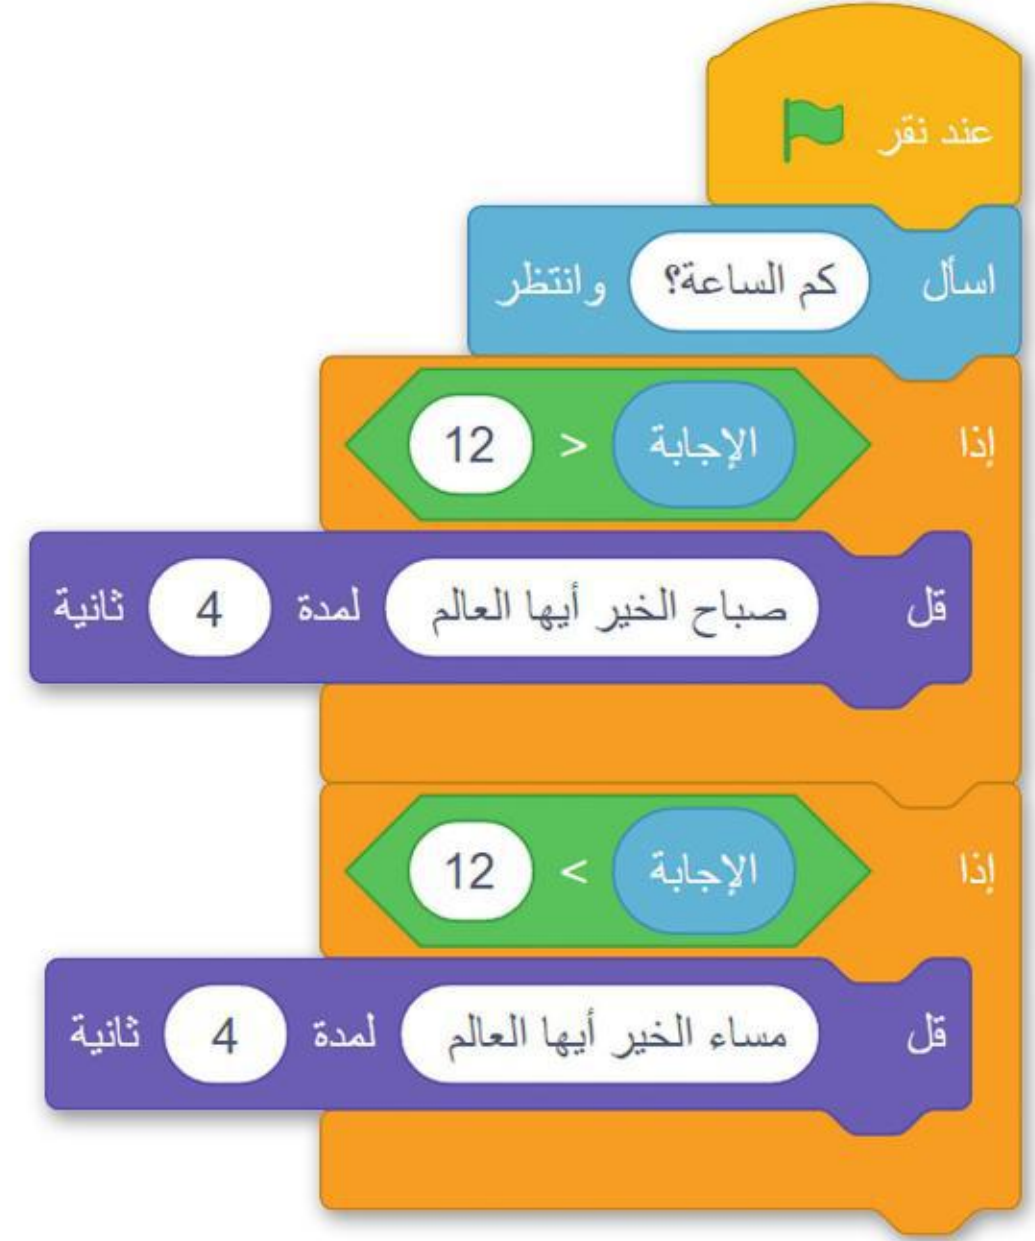 عند نقر
اسأل كم الساعة؟ وانتظر
إذا الإجابة < 12
قل صباح الخير أيها العالم لمدة 4 ثانية
إذا الإجابة > 12
قل مساء الخير أيها العالم لمدة 4 ثانية